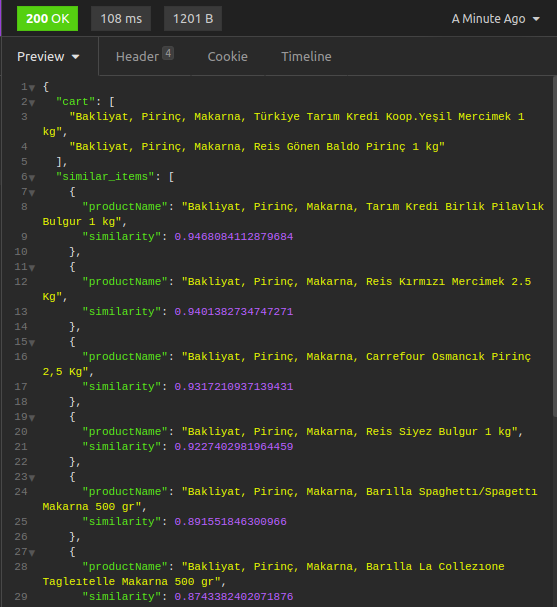 200 OK 108 ms 1201 B A Minute Ago
Preview Header 4 Cookie Timeline
1 {
2 "cart": [
3 "Bakliyat, Pirinç, Makarna, Türkiye Tarım Kredi Koop.Yeşil Mercimek 1
kg",
4 "Bakliyat, Pirinç, Makarna, Reis Gönen Baldo Pirinç 1 kg"
5 ],
6 "similar_items": [
7 {
8 "productName": "Bakliyat, Pirinç, Makarna, Tarım Kredi Birlik Pilavlık
Bulgur 1 kg",
9 "similarity": 0.9468084112879684
10 },
11 {
12 "productName": "Bakliyat, Pirinç, Makarna, Reis Kırmızı Mercimek 2.5
Kg",
13 "similarity": 0.9401382734747271
14 },
15 {
16 "productName": "Bakliyat, Pirinç, Makarna, Carrefour Osmancık Pirinç
2,5 Kg",
17 "similarity": 0.9317210937139431
18 },
19 {
20 "productName": "Bakliyat, Pirinç, Makarna, Reis Siyez Bulgur 1 kg",
21 "similarity": 0.9227402981964459
22 },
23 {
24 "productName": "Bakliyat, Pirinç, Makarna, Barılla Spaghettı/Spagettı
Makarna 500 gr",
25 "similarity": 0.891551846300966
26 },
27 {
28 "productName": "Bakliyat, Pirinç, Makarna, Barılla La Collezıone
Tagleıtelle Makarna 500 gr",
29 "similarity": 0.8743382402071876